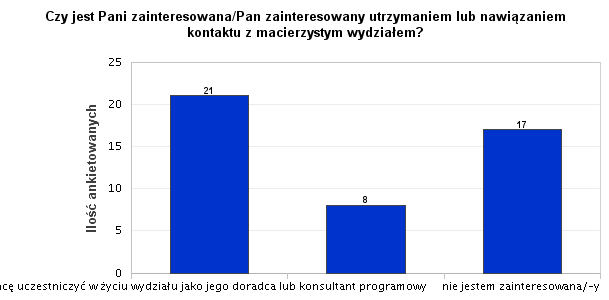 Czy jest Pani zainteresowana/Pan zainteresowany utrzymaniem lub nawiązaniem
kontaktu z macierzystym wydziałem?
Ilość ankietowanych
25
20
15
10
5
0
21
8
17
uczestniczyć w życiu wydziału jako jego doradca lub konsultant programowy
nie jestem zainteresowana/-y